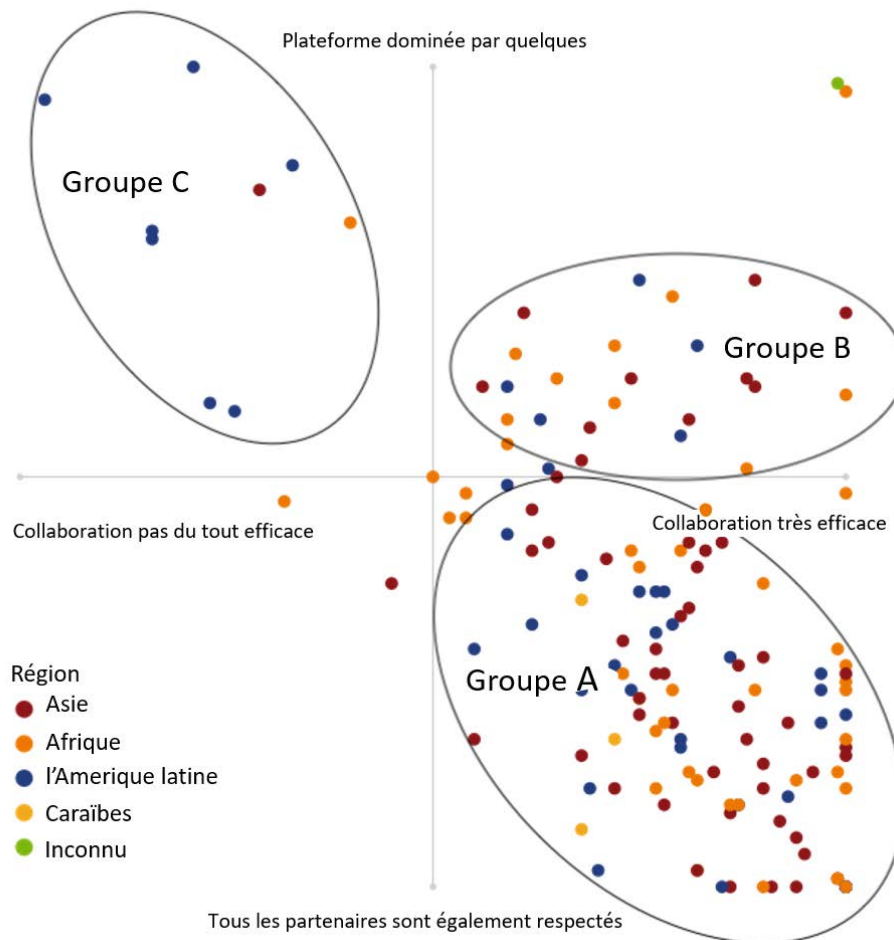 Plateforme dominée par quelques
Groupe C
Groupe B
Collaboration pas du tout efficace
Collaboration très efficace
Groupe A
Région
Asie
Afrique
l'Amerique latine
Caraïbes
Inconnu
Tous les partenaires sont également respectés